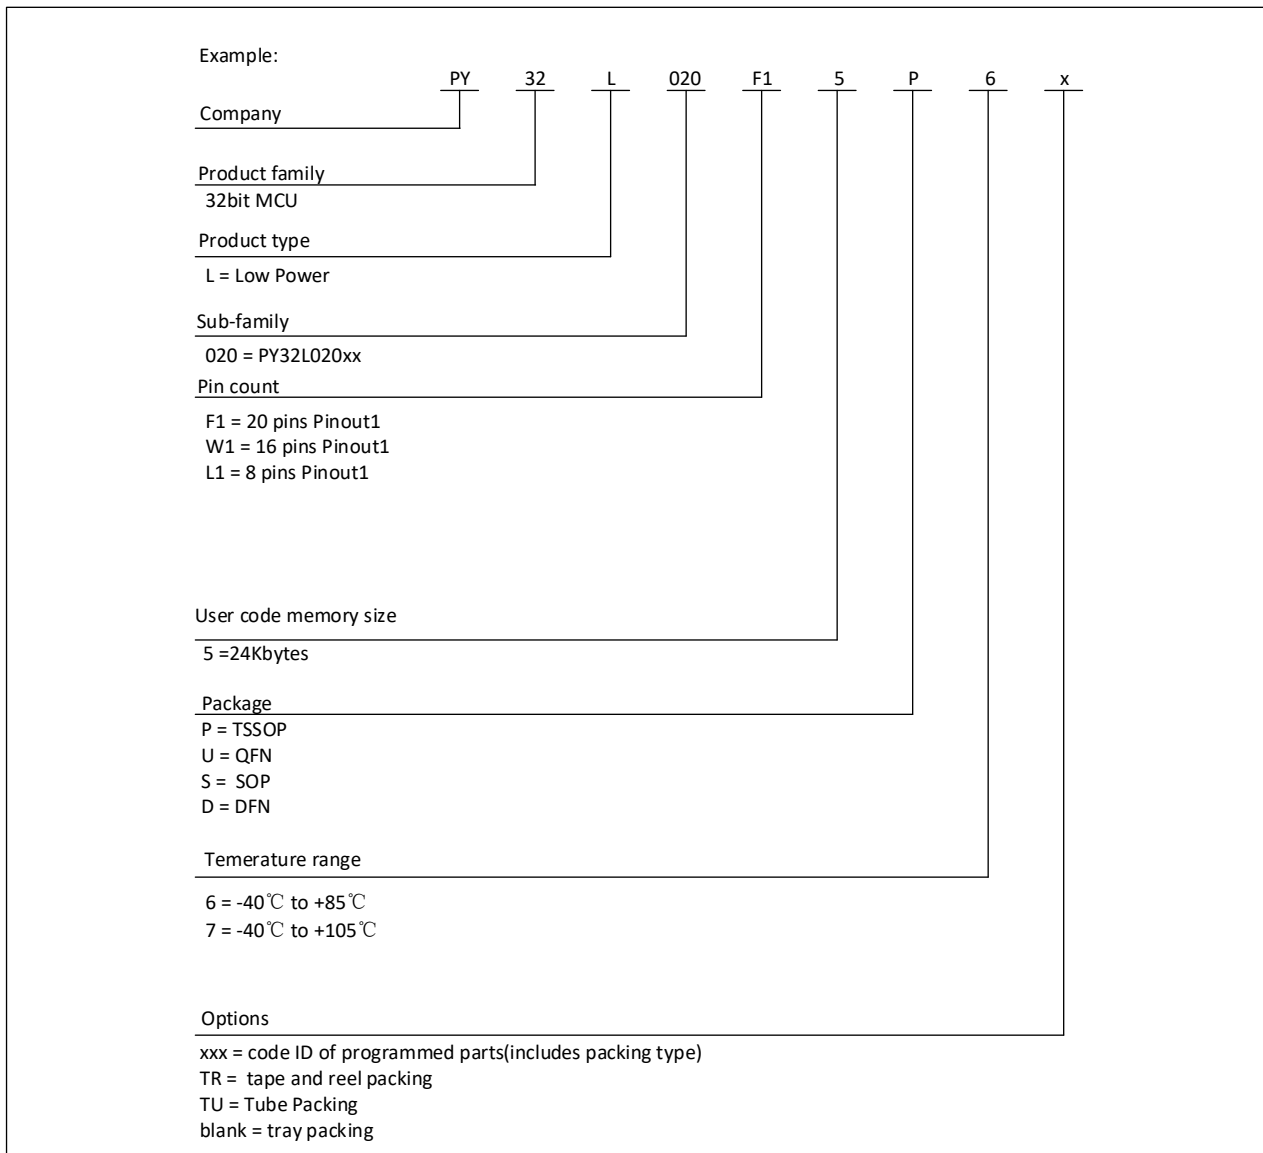 Example:
PY 32 L 020 F1 5 P 6 x
Company
Product family
32bit MCU
Product type
L = Low Power
Sub-family
020 = PY32L020xx
Pin count
F1 = 20 pins Pinout1
W1 = 16 pins Pinout1
L1 = 8 pins Pinout1
User code memory size
5 =24Kbytes
Package
P = TSSOP
U = QFN
S = SOP
D = DFN
Temerature range
6 = -40℃ to +85℃
7 = -40℃ to +105℃
Options
xxx = code ID of programmed parts(includes packing type)
TR = tape and reel packing
TU = Tube Packing
blank = tray packing